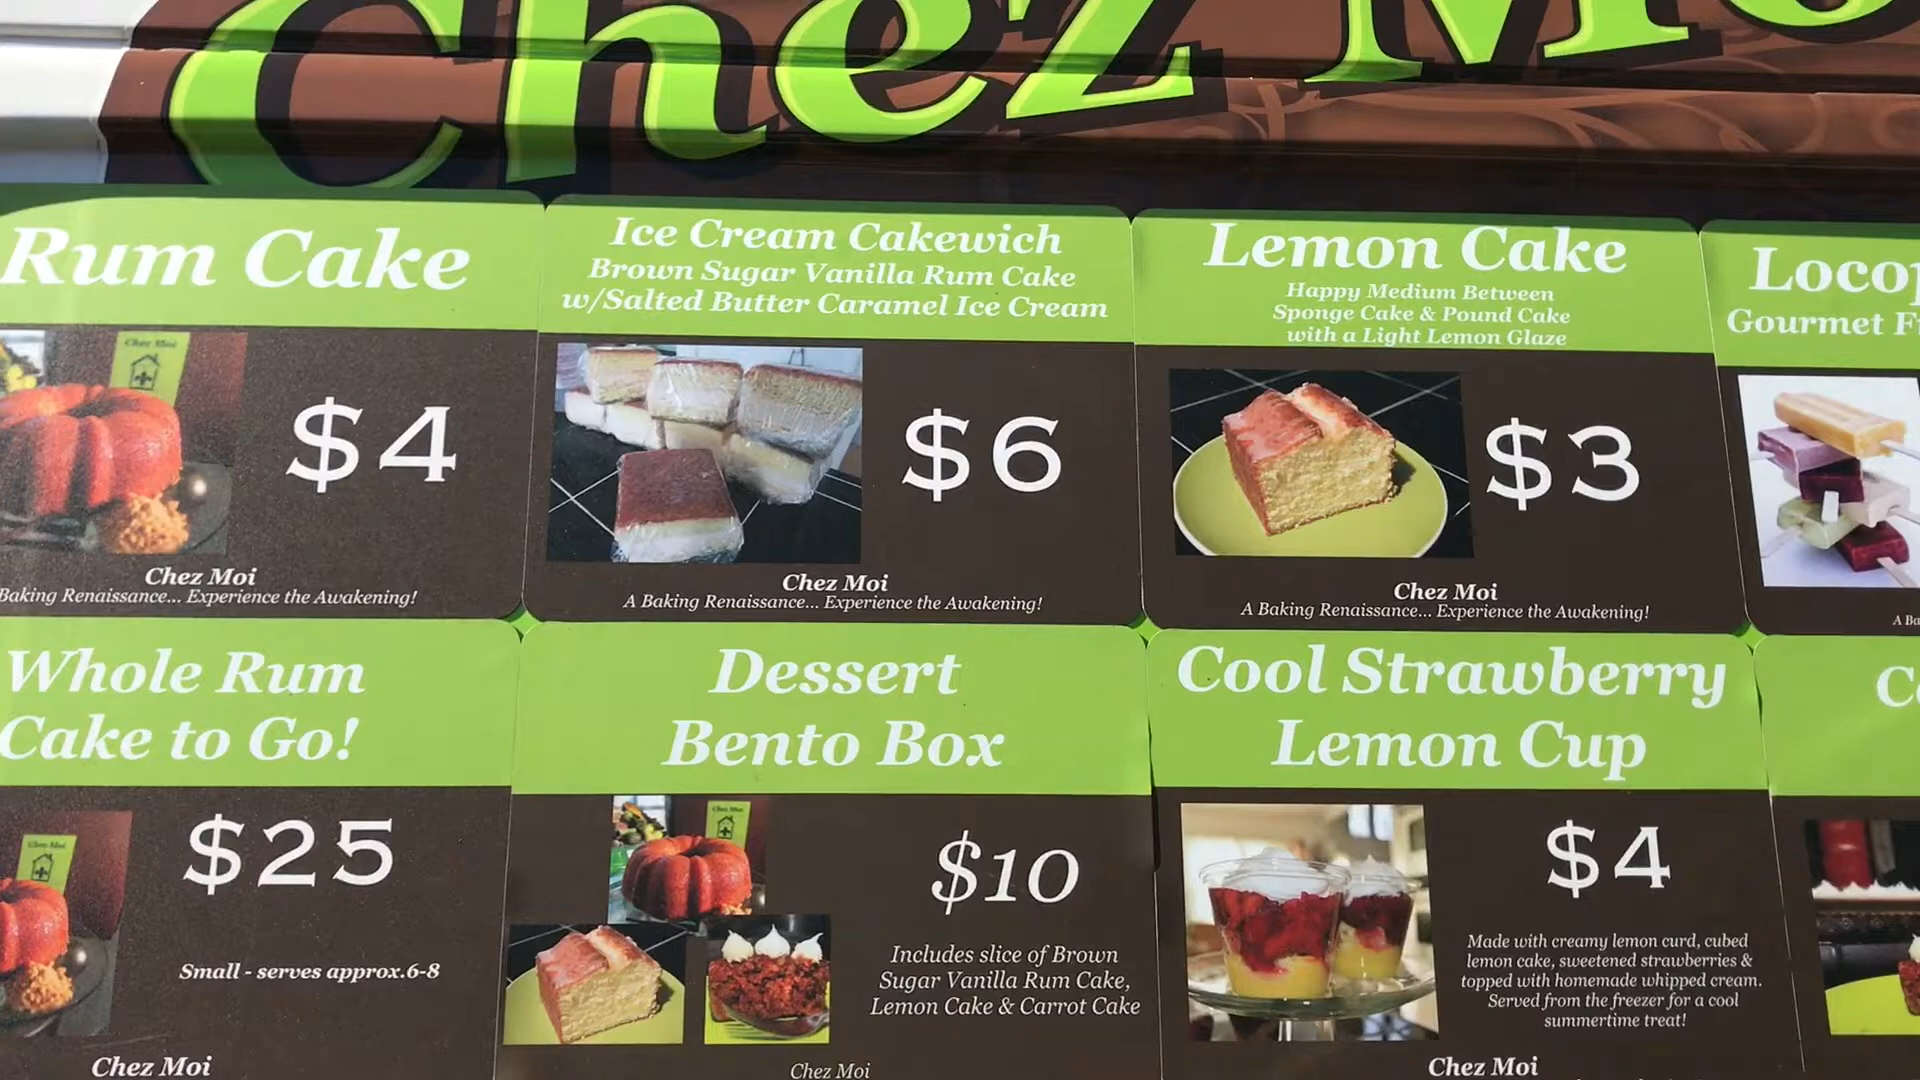 Chez Mo
Rum Cake
$4
Chez Moi
Baking Renaissance... Experience the Awakening!
Ice Cream Cakewich
Brown Sugar Vanilla Rum Cake
w/Salted Butter Caramel Ice Cream
$6
Chez Moi
A Baking Renaissance... Experience the Awakening!
Lemon Cake
Happy Medium Between
Sponge Cake & Pound Cake
with a Light Lemon Glaze
$3
Chez Moi
A Baking Renaissance... Experience the Awakening!
Gourmet
Whole Rum
Cake to Go!
$25
Small - serves approx.6-8
Chez Moi
Dessert
Bento Box
$10
Includes slice of Brown
Sugar Vanilla Rum Cake,
Lemon Cake & Carrot Cake
Chez Moi
Cool Strawberry
Lemon Cup
$4
Made with creamy lemon curd, cubed
lemon cake, sweetened strawberries &
topped with homemade whipped cream.
Served from the freezer for a cool
summertime treat!
Chez Moi